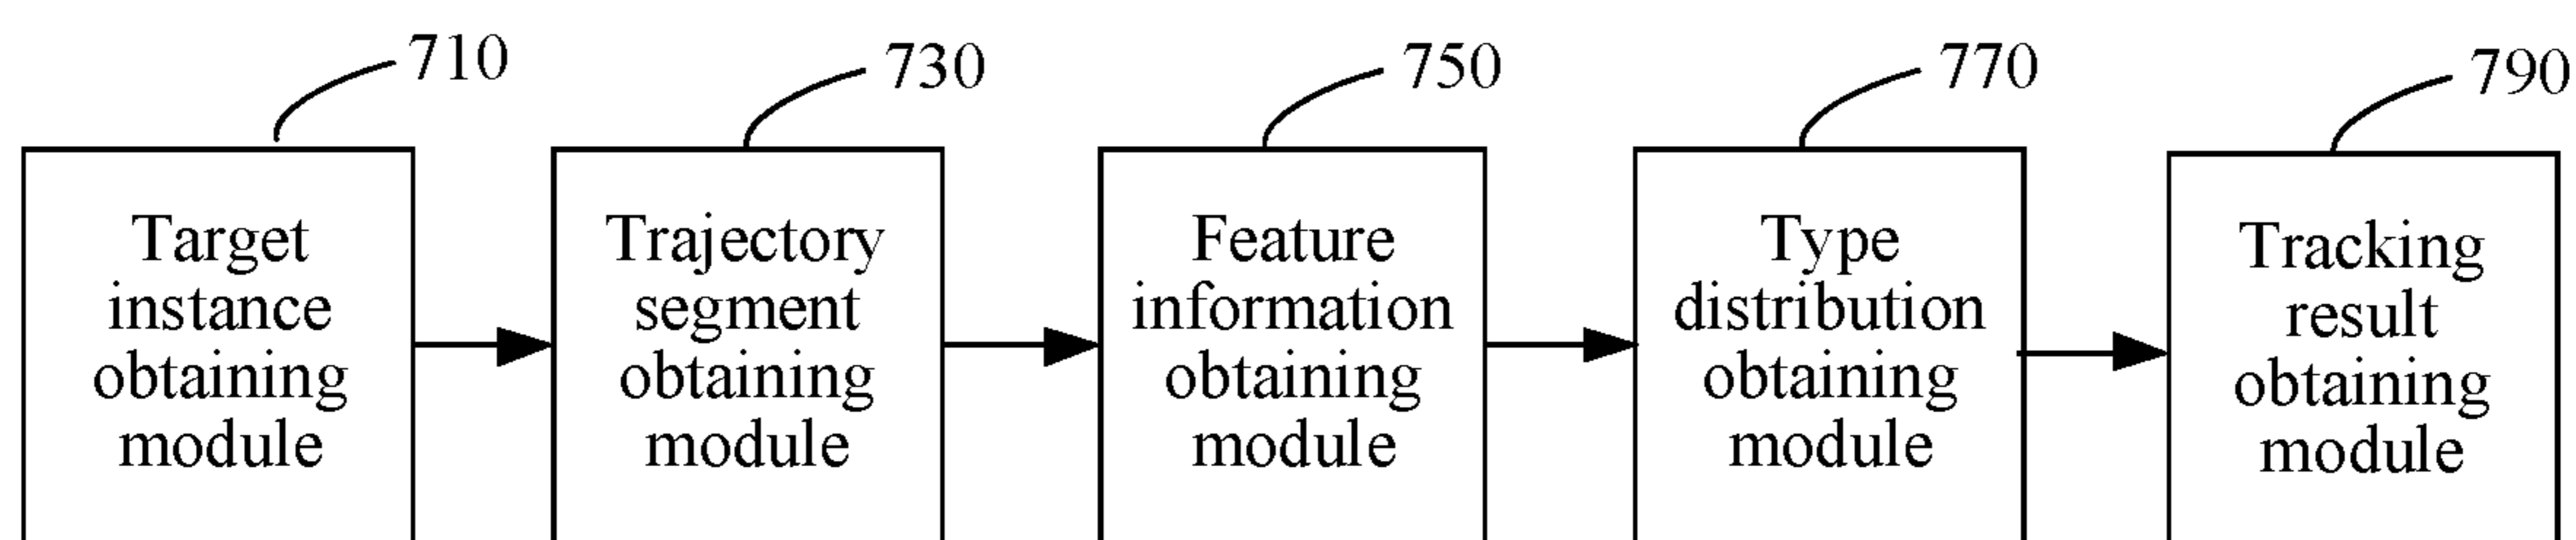 710
730
750
770
790
Target
instance
obtaining
module
Trajectory
segment
obtaining
module
Feature
information
obtaining
module
Type
distribution
obtaining
module
Tracking
result
obtaining
module